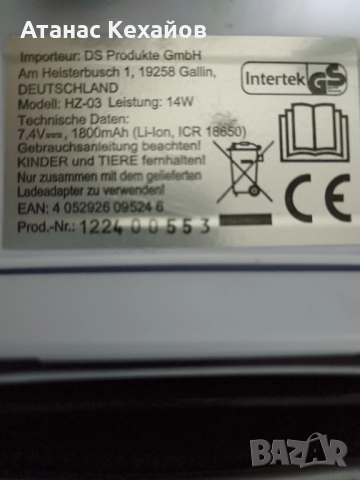 Атанас Кехайов
Importeur: DS Produkte GmbH
Am Heisterbusch 1, 19258 Gallin,
DEUTSCHLAND
Modell: HZ-03 Leistung: 14W
Technische Daten:
7.4V⎓, 1800mAh (Li-Ion, ICR 18650)
Gebrauchsanleitung beachten!
KINDER und TIERE fernhalten!
Nur zusammen mit dem gelieferten
Ladeadapter zu verwenden!
EAN: 4 052926 09524 6
Prod.-Nr.: 122400553
Intertek GS
CE
BAZAR